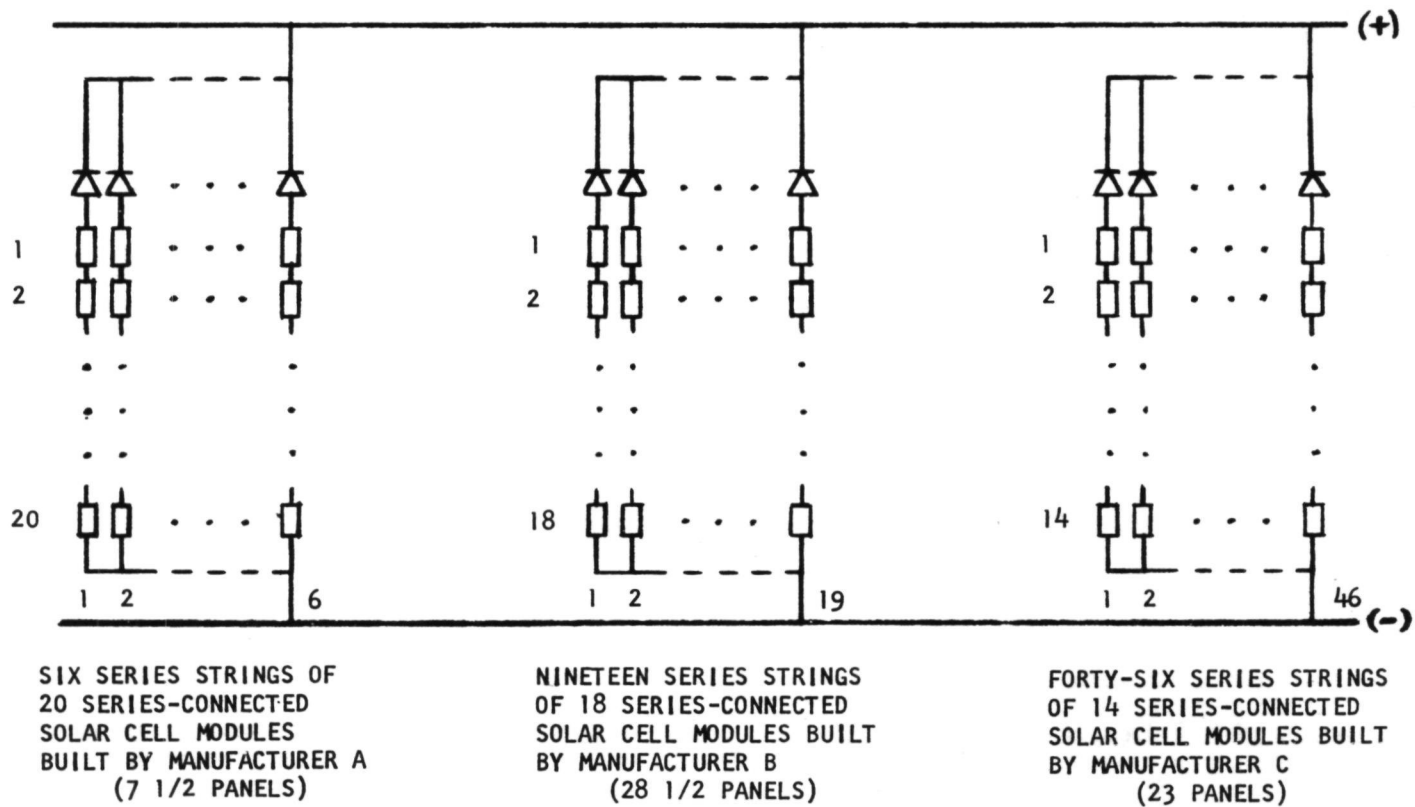 (+)
1
2
20
1 2 6
1
2
18
1 2 19
1
2
14
1 2 46
(-)
SIX SERIES STRINGS OF
20 SERIES-CONNECTED
SOLAR CELL MODULES
BUILT BY MANUFACTURER A
(7 1/2 PANELS)
NINETEEN SERIES STRINGS
OF 18 SERIES-CONNECTED
SOLAR CELL MODULES BUILT
BY MANUFACTURER B
(28 1/2 PANELS)
FORTY-SIX SERIES STRINGS
OF 14 SERIES-CONNECTED
SOLAR CELL MODULES BUILT
BY MANUFACTURER C
(23 PANELS)